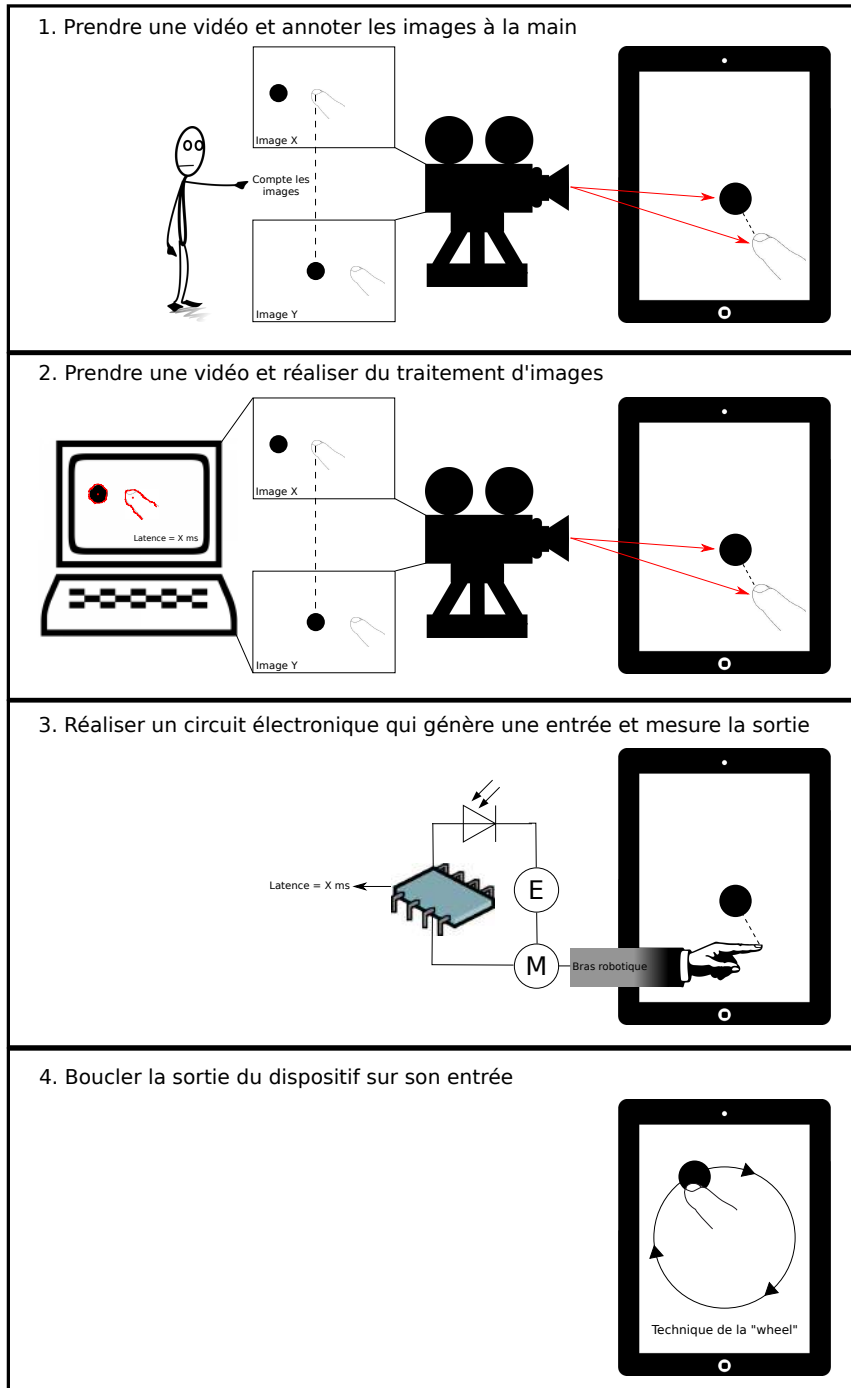 1. Prendre une vidéo et annoter les images à la main
Image X
Compte les
images
Image Y
2. Prendre une vidéo et réaliser du traitement d'images
Image X
Latence = X ms
Image Y
3. Réaliser un circuit électronique qui génère une entrée et mesure la sortie
Latence = X ms
E
M
Bras robotique
4. Boucler la sortie du dispositif sur son entrée
Technique de la "wheel"